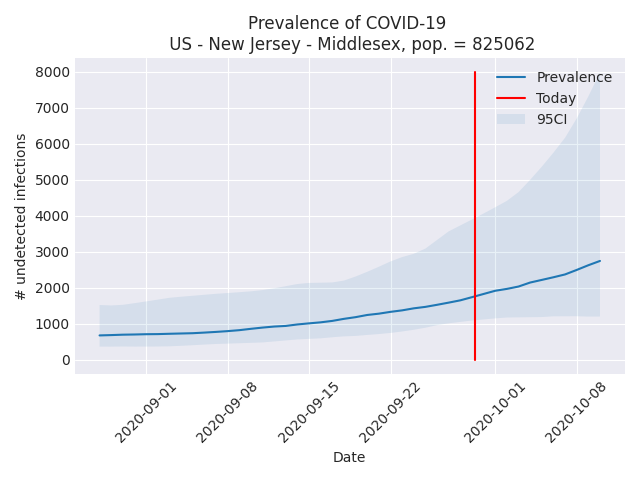 Prevalence of COVID-19
US - New Jersey - Middlesex, pop. = 825062
8000
7000
6000
5000
4000
3000
2000
1000
0
# undetected infections
Prevalence
Today
95CI
2020-09-01
2020-09-08
2020-09-15
2020-09-22
2020-10-01
2020-10-08
Date